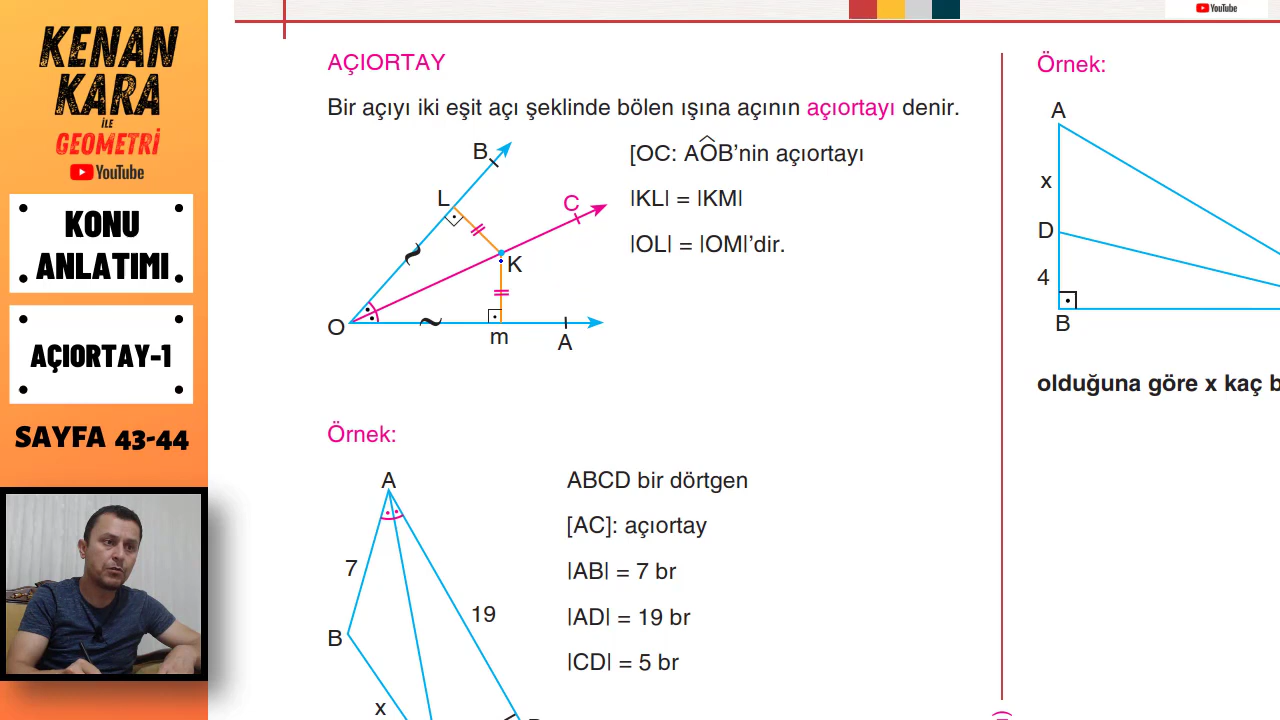 KENAN
KARA
İLE
GEOMETRİ
YouTube
KONU
ANLATIMI
AÇIORTAY-1
SAYFA 43-44
YouTube
AÇIORTAY
Bir açıyı iki eşit açı şeklinde bölen ışına açının açıortayı denir.
B
L
C
K
O
m
A
[OC: AÔB’nin açıortayı
|KL| = |KM|
|OL| = |OM|’dir.
Örnek:
A
7
19
B
x
ABCD bir dörtgen
[AC]: açıortay
|AB| = 7 br
|AD| = 19 br
|CD| = 5 br
Örnek:
A
x
D
4
B
olduğuna göre x kaç b